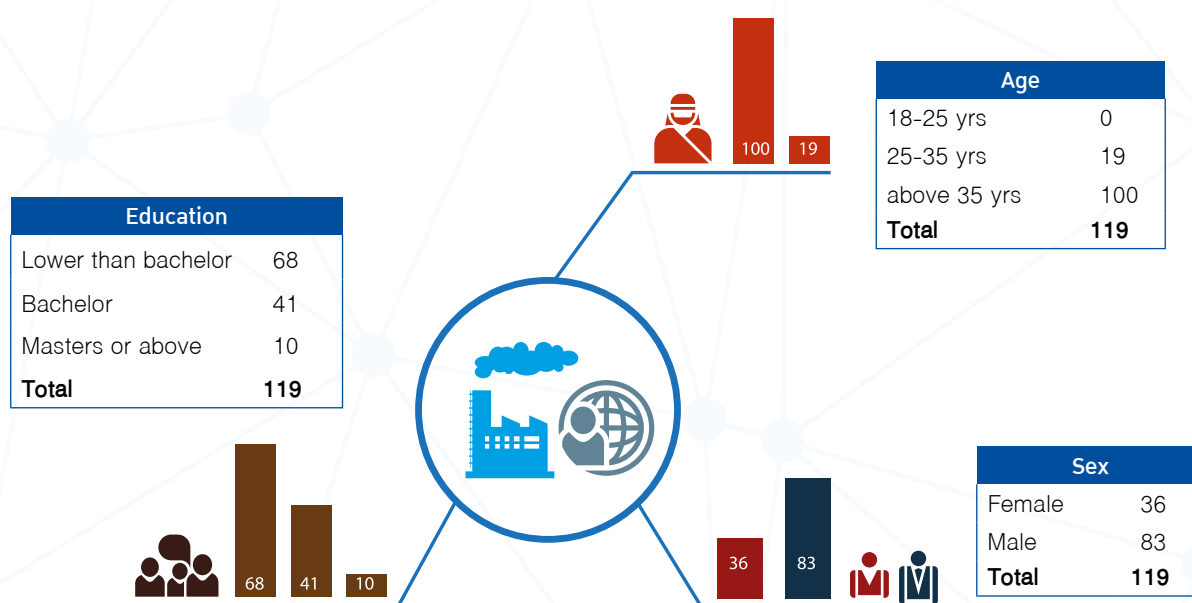 Age
18-25 yrs 0
25-35 yrs 19
above 35 yrs 100
Total 119
100 19
Education
Lower than bachelor 68
Bachelor 41
Masters or above 10
Total 119
68 41 10
Sex
Female 36
Male 83
Total 119
36 83